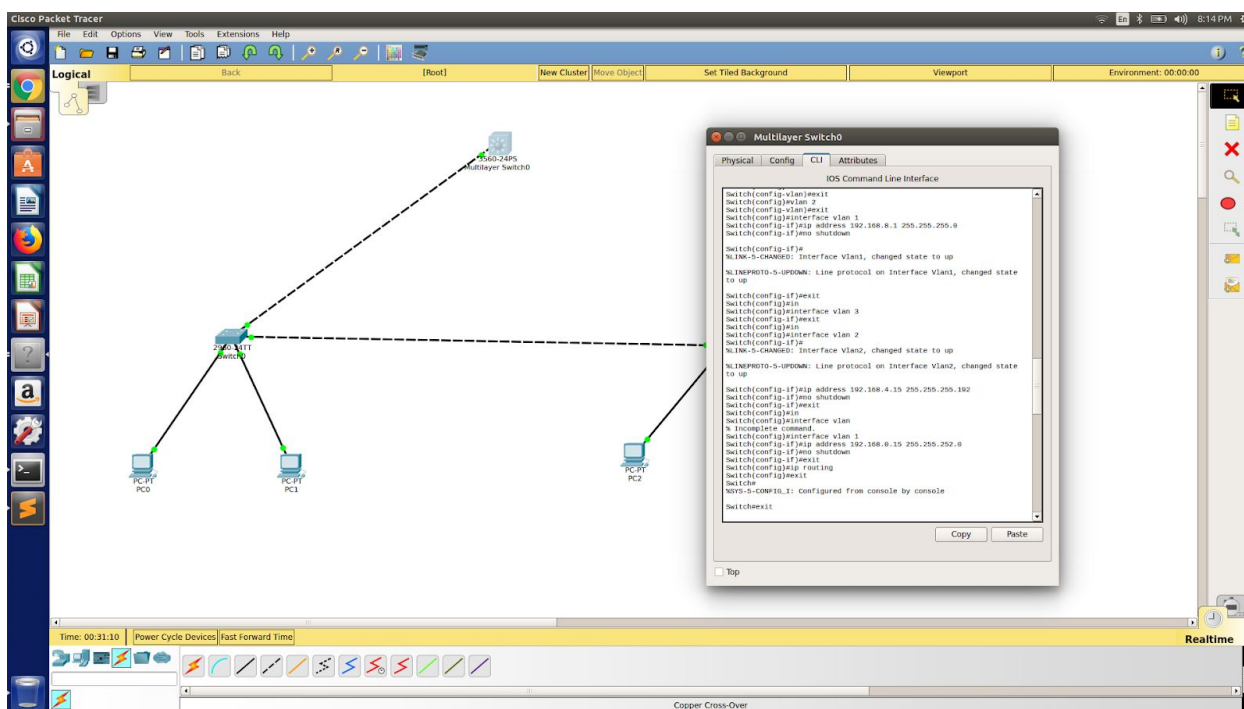 Cisco Packet Tracer
En
8:14 PM
File Edit Options View Tools Extensions Help
Logical
Back
[Root]
New Cluster
Move Object
Set Tiled Background
Viewport
Environment: 00:00:00
3560-24PS
Multilayer Switch0
2960-24TT
Switch0
PC-PT
PC0
PC-PT
PC1
PC-PT
PC2
Multilayer Switch0
Physical Config CLI Attributes
IOS Command Line Interface
Switch(config-vlan)#exit
Switch(config)#vlan 2
Switch(config-vlan)#exit
Switch(config)#interface vlan 1
Switch(config-if)#ip address 192.168.8.1 255.255.255.0
Switch(config-if)#no shutdown
Switch(config-if)#
%LINK-5-CHANGED: Interface Vlan1, changed state to up
%LINEPROTO-5-UPDOWN: Line protocol on Interface Vlan1, changed state
to up
Switch(config-if)#exit
Switch(config)#in
Switch(config)#interface vlan 3
Switch(config-if)#exit
Switch(config)#in
Switch(config)#interface vlan 2
Switch(config-if)#
%LINK-5-CHANGED: Interface Vlan2, changed state to up
%LINEPROTO-5-UPDOWN: Line protocol on Interface Vlan2, changed state
to up
Switch(config-if)#ip address 192.168.4.15 255.255.255.192
Switch(config-if)#no shutdown
Switch(config-if)#exit
Switch(config)#in
Switch(config)#interface vlan
% Incomplete command.
Switch(config)#interface vlan 1
Switch(config-if)#ip address 192.168.0.15 255.255.252.0
Switch(config-if)#no shutdown
Switch(config-if)#exit
Switch(config)#ip routing
Switch(config)#exit
Switch#
%SYS-5-CONFIG_I: Configured from console by console
Switch#exit
Copy Paste
Top
Time: 00:31:10
Power Cycle Devices
Fast Forward Time
Realtime
Copper Cross-Over